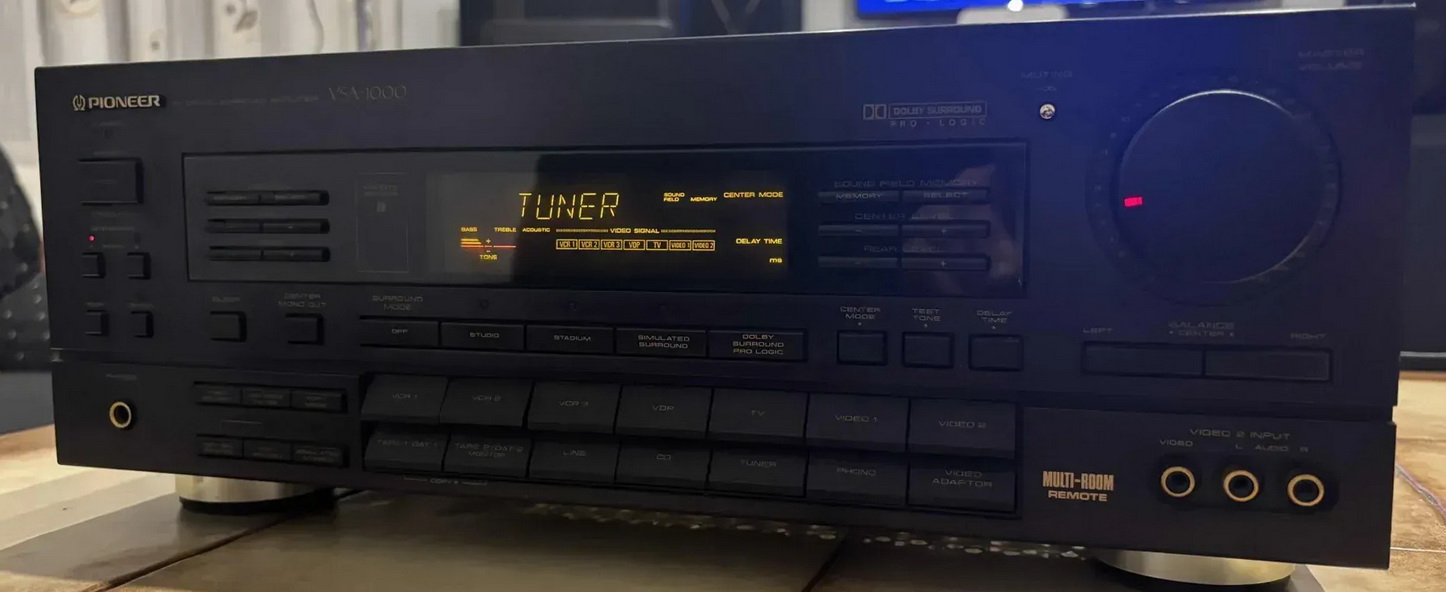 PIONEER VSA-1000
MASTER
VOLUME
DOLBY SURROUND
PRO · LOGIC
TUNER
SOUND
FIELD MEMORY CENTER MODE
BASS TREBLE ACOUSTIC
VIDEO SIGNAL
VCR 1 VCR 2 VCR 3 VDP TV VIDEO 1 VIDEO 2
DELAY TIME
+
-
TONE
ms
SOUND FIELD MEMORY
MEMORY SELECT
CENTER LEVEL
- +
REAR LEVEL
- +
SLEEP
CENTER
MONO OUT
SURROUND
MODE
OFF
STUDIO
STADIUM
SIMULATED
SURROUND
DOLBY
SURROUND
PRO LOGIC
CENTER
MODE
TEST
TONE
DELAY
TIME
LEFT
BALANCE
CENTER
RIGHT
VCR 1
VCR 2
VCR 3
VDP
TV
VIDEO 1
VIDEO 2
LINE
CD
TUNER
PHONO
VIDEO
ADAPTOR
MULTI-ROOM
REMOTE
VIDEO 2 INPUT
VIDEO L AUDIO R